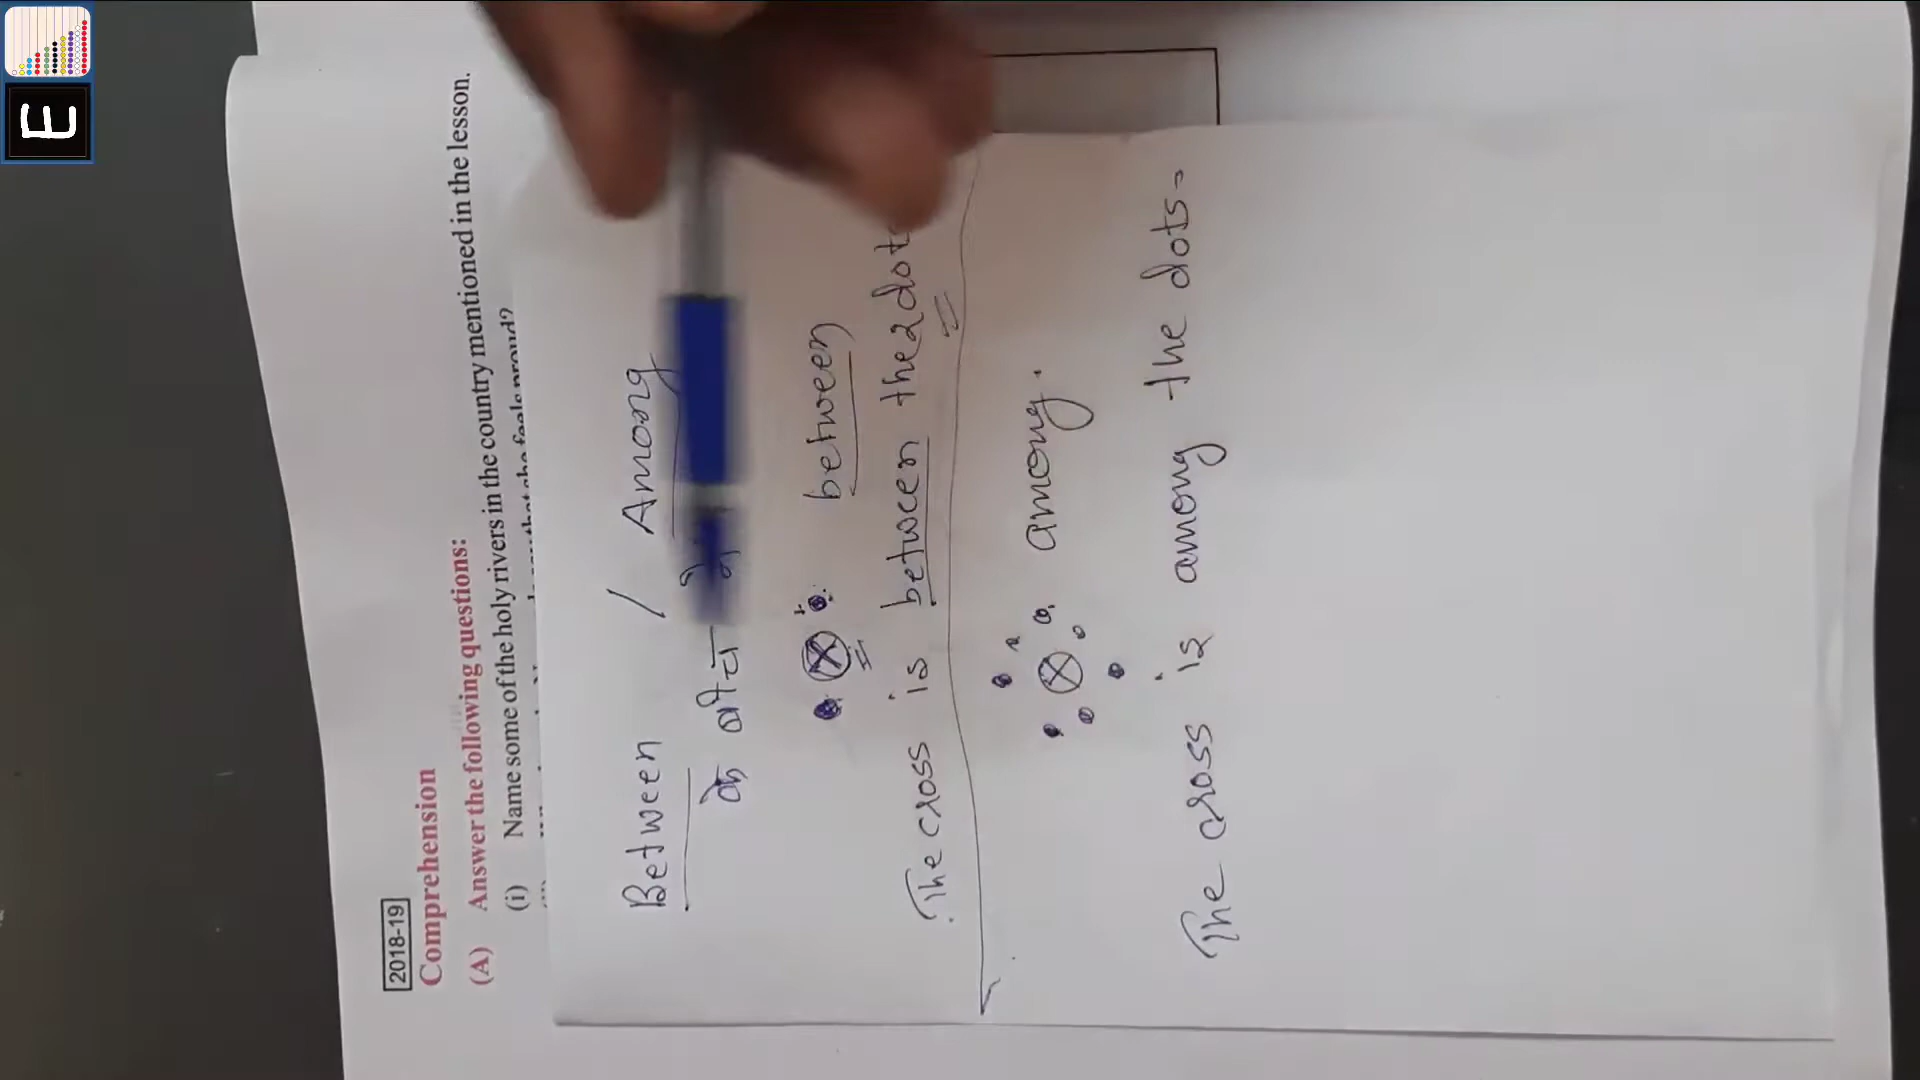 E
2018-19
Comprehension
(A) Answer the following questions:
(i) Name some of the holy rivers in the country mentioned in the lesson.
Between / Among
के बीच में
between
The cross is between the 2 dots
among.
The cross is among the dots.